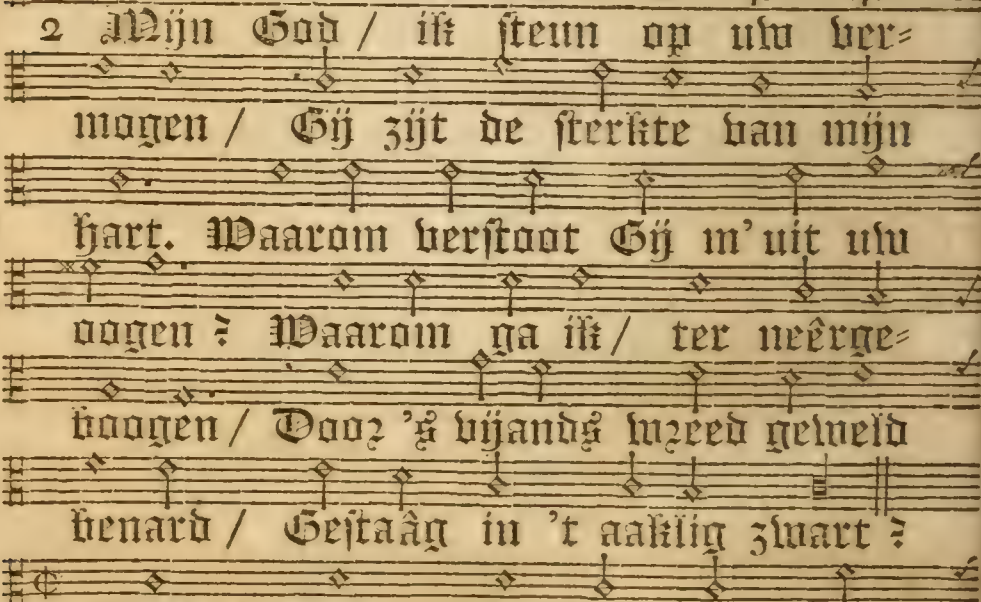 2 Mijn God / ik steun op uw ver=
mogen / Gij zijt de sterkte van mijn
hart. Waarom verstoot Gij m' uit uw
oogen ? Waarom ga ik / ter neêrge=
boogen / Door 's vijands wreed geweld
benard / Gestaâg in 't aaklig zwart ?